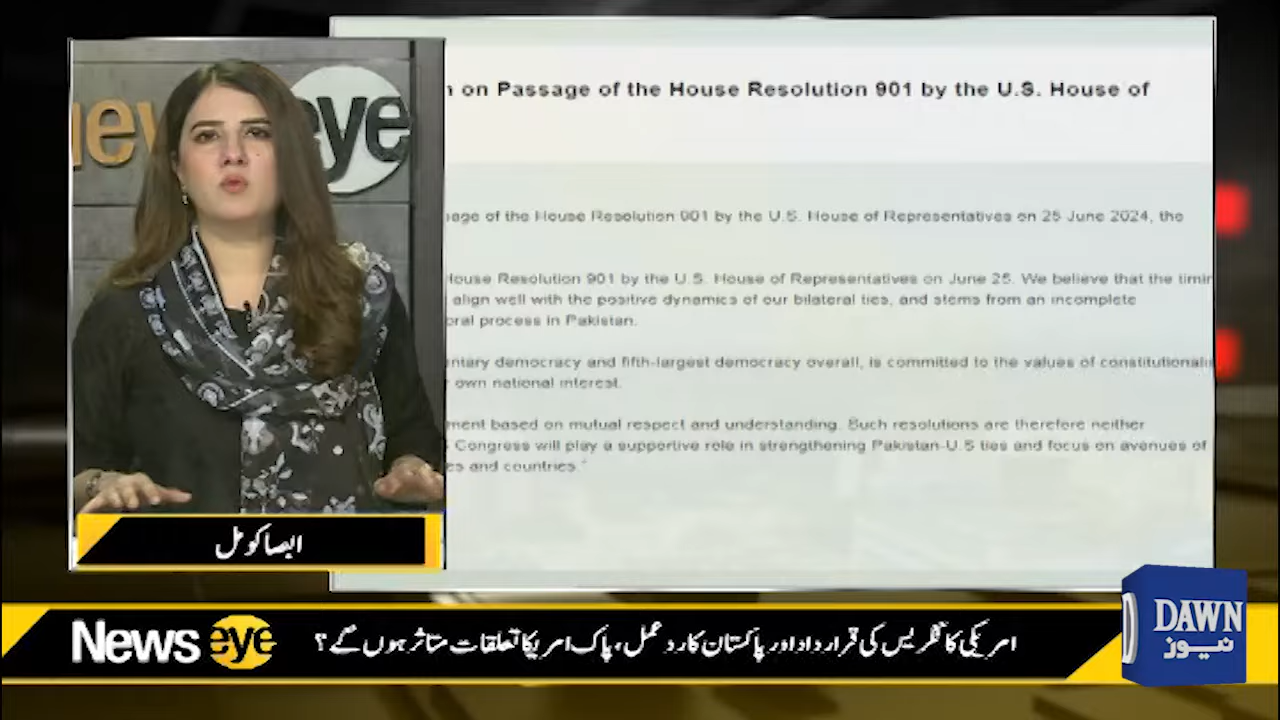 new eye
on Passage of the House Resolution 901 by the U.S. House of
age of the House Resolution 901 by the U.S. House of Representatives on 25 June 2024, the
House Resolution 901 by the U.S. House of Representatives on June 25. We believe that the timin
align well with the positive dynamics of our bilateral ties, and stems from an incomplete
oral process in Pakistan.
ntary democracy and fifth-largest democracy overall, is committed to the values of constitutionali
own national interest.
ment based on mutual respect and understanding. Such resolutions are therefore neither
Congress will play a supportive role in strengthening Pakistan-U.S ties and focus on avenues of
es and countries."
ابصا کومل
News eye
امریکی کانگریس کی قرارداد اور پاکستان کا ردعمل، پاک امریکا تعلقات متاثر ہوں گے؟
DAWN
نیوز